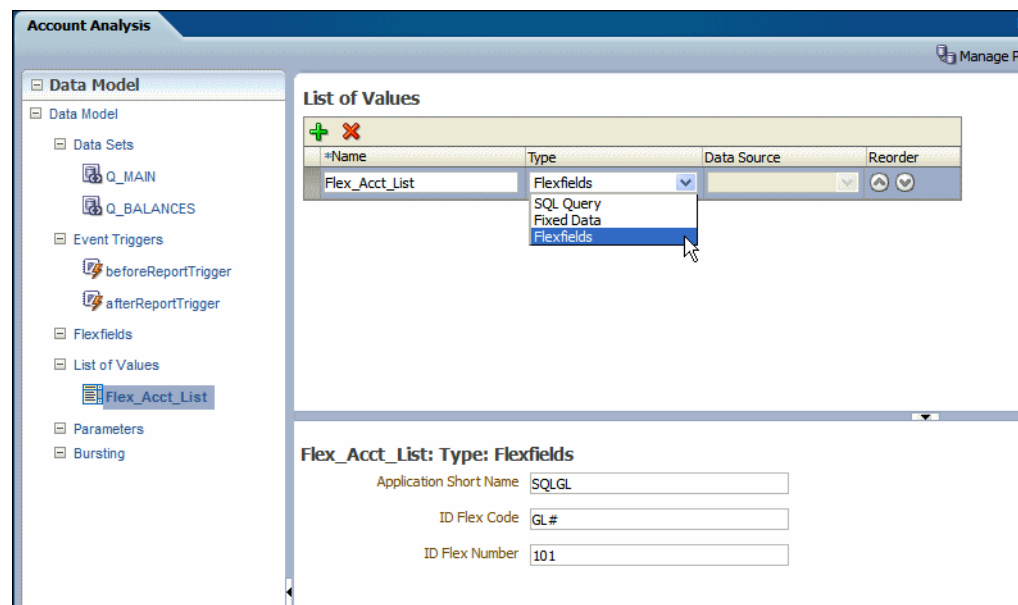 Account Analysis
Manage P
Data Model
Data Model
Data Sets
Q_MAIN
Q_BALANCES
Event Triggers
beforeReportTrigger
afterReportTrigger
Flexfields
List of Values
Flex_Acct_List
Parameters
Bursting
List of Values
*Name Type Data Source Reorder
Flex_Acct_List Flexfields
SQL Query
Fixed Data
Flexfields
Flex_Acct_List: Type: Flexfields
Application Short Name SQLGL
ID Flex Code GL#
ID Flex Number 101